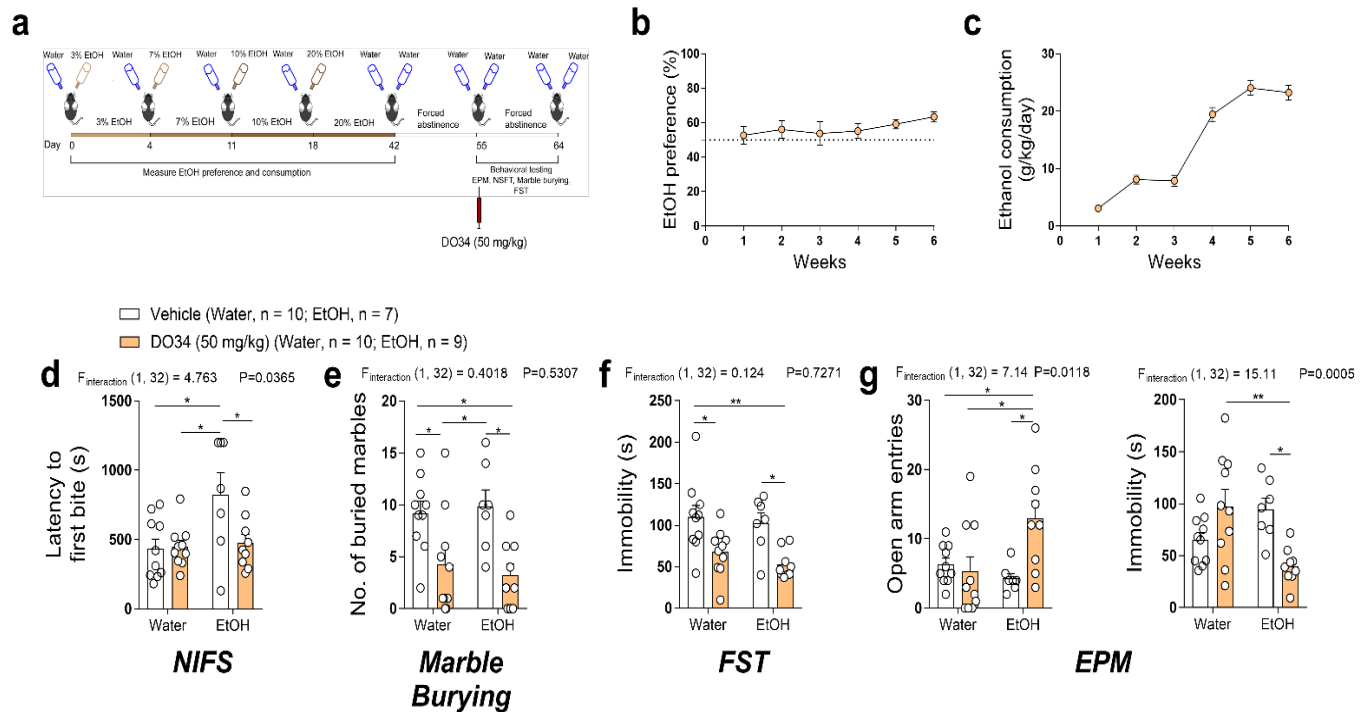 a
Water 3% EtOH Water 7% EtOH Water 10% EtOH Water 20% EtOH Water Water Water Water Water Water
3% EtOH 7% EtOH 10% EtOH 20% EtOH Forced abstinence Forced abstinence
Day 0 4 11 18 42 55 64
Measure EtOH preference and consumption
Behavioral testing
EPM, NSFT, Marble burying,
FST
DO34 (50 mg/kg)
b
EtOH preference (%)
100
80
60
40
20
0
0 1 2 3 4 5 6
Weeks
c
Ethanol consumption
(g/kg/day)
30
20
10
0
0 1 2 3 4 5 6
Weeks
Vehicle (Water, n = 10; EtOH, n = 7)
DO34 (50 mg/kg) (Water, n = 10; EtOH, n = 9)
d
Finteraction (1, 32) = 4.763 P=0.0365
* * *
Latency to
first bite (s)
1500
1000
500
0
Water EtOH
NIFS
e
Finteraction (1, 32) = 0.4018 P=0.5307
* * * *
No. of buried marbles
20
15
10
5
0
Water EtOH
Marble
Burying
f
Finteraction (1, 32) = 0.124 P=0.7271
** * *
Immobility (s)
250
200
150
100
50
0
Water EtOH
FST
g
Finteraction (1, 32) = 7.14 P=0.0118
* * *
Open arm entries
30
20
10
0
Water EtOH
Finteraction (1, 32) = 15.11 P=0.0005
** *
Immobility (s)
200
150
100
50
0
Water EtOH
EPM